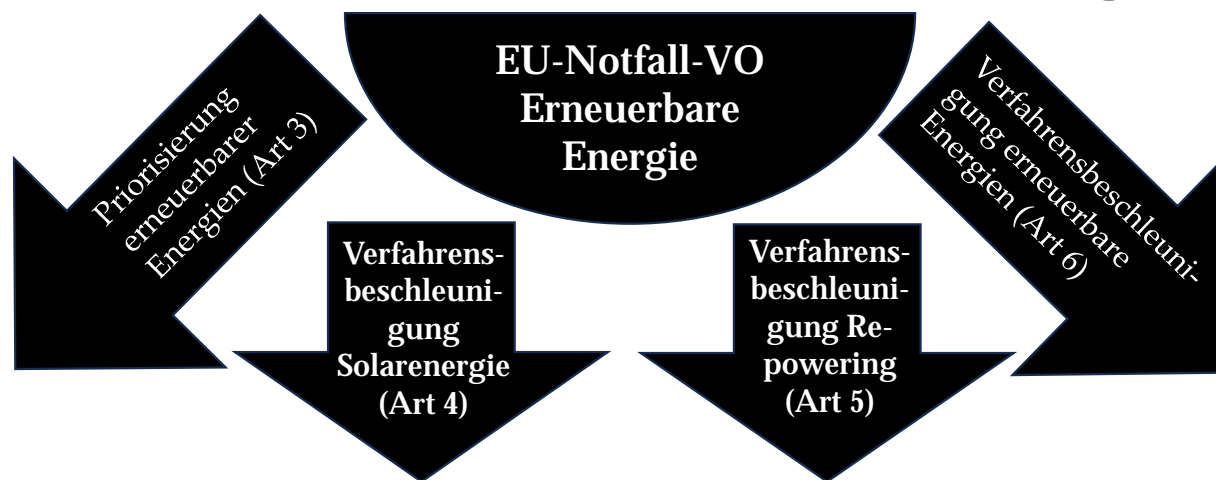 EU-Notfall-VO
Erneuerbare
Energie
Priorisierung
erneuerbarer
Energien (Art 3)
Verfahrens-
beschleuni-
gung
Solarenergie
(Art 4)
Verfahrens-
beschleuni-
gung Re-
powering
(Art 5)
Verfahrensbeschleuni-
gung erneuerbare
Energien (Art 6)